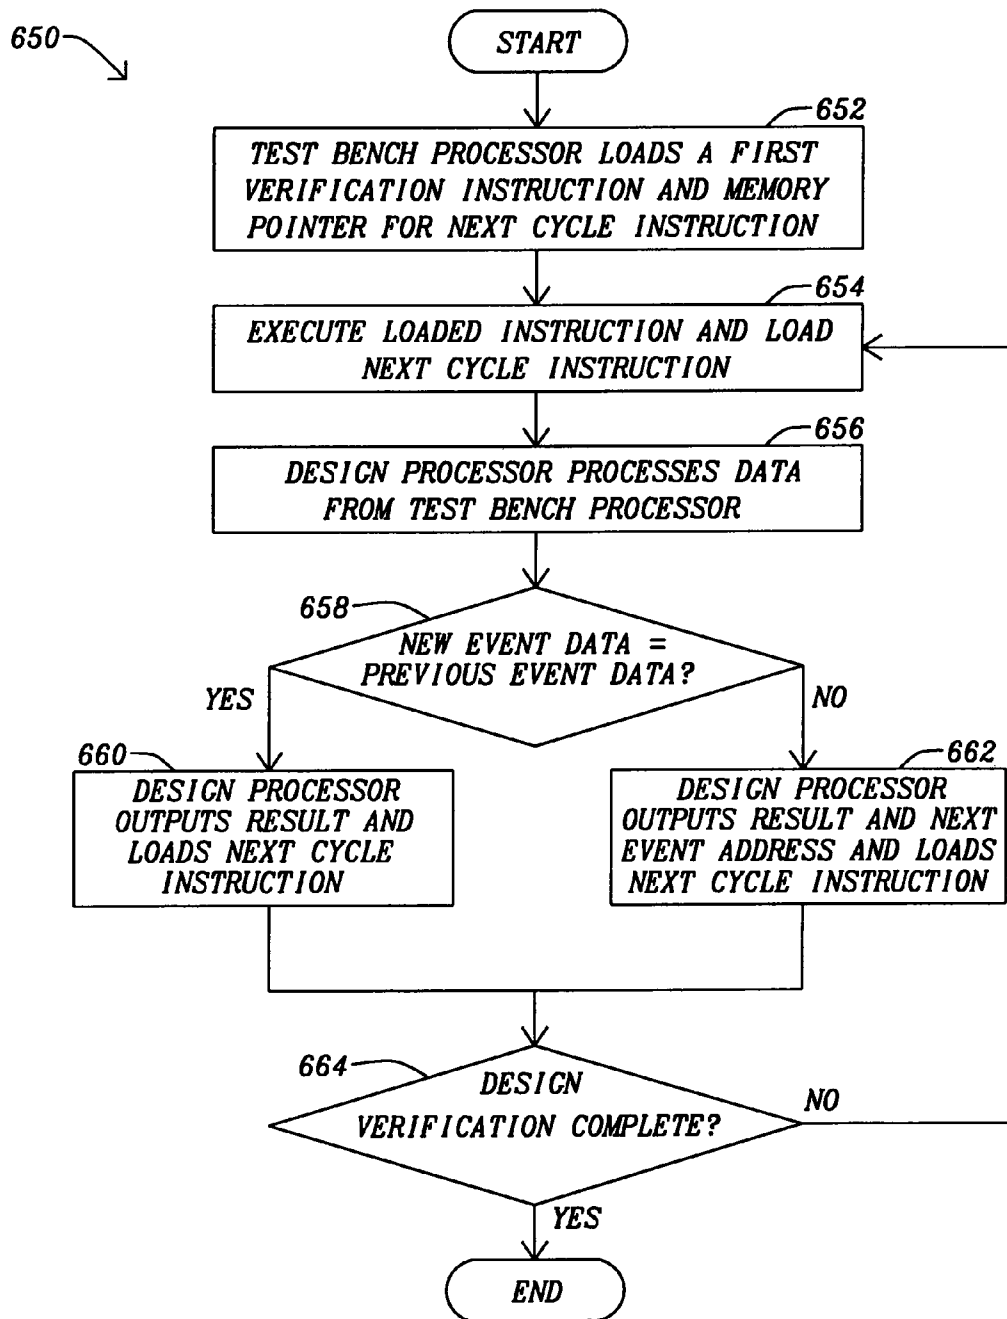 650
START
652
TEST BENCH PROCESSOR LOADS A FIRST
VERIFICATION INSTRUCTION AND MEMORY
POINTER FOR NEXT CYCLE INSTRUCTION
654
EXECUTE LOADED INSTRUCTION AND LOAD
NEXT CYCLE INSTRUCTION
656
DESIGN PROCESSOR PROCESSES DATA
FROM TEST BENCH PROCESSOR
658
NEW EVENT DATA =
PREVIOUS EVENT DATA?
YES
NO
660
DESIGN PROCESSOR
OUTPUTS RESULT AND
LOADS NEXT CYCLE
INSTRUCTION
662
DESIGN PROCESSOR
OUTPUTS RESULT AND NEXT
EVENT ADDRESS AND LOADS
NEXT CYCLE INSTRUCTION
664
DESIGN
VERIFICATION COMPLETE?
NO
YES
END